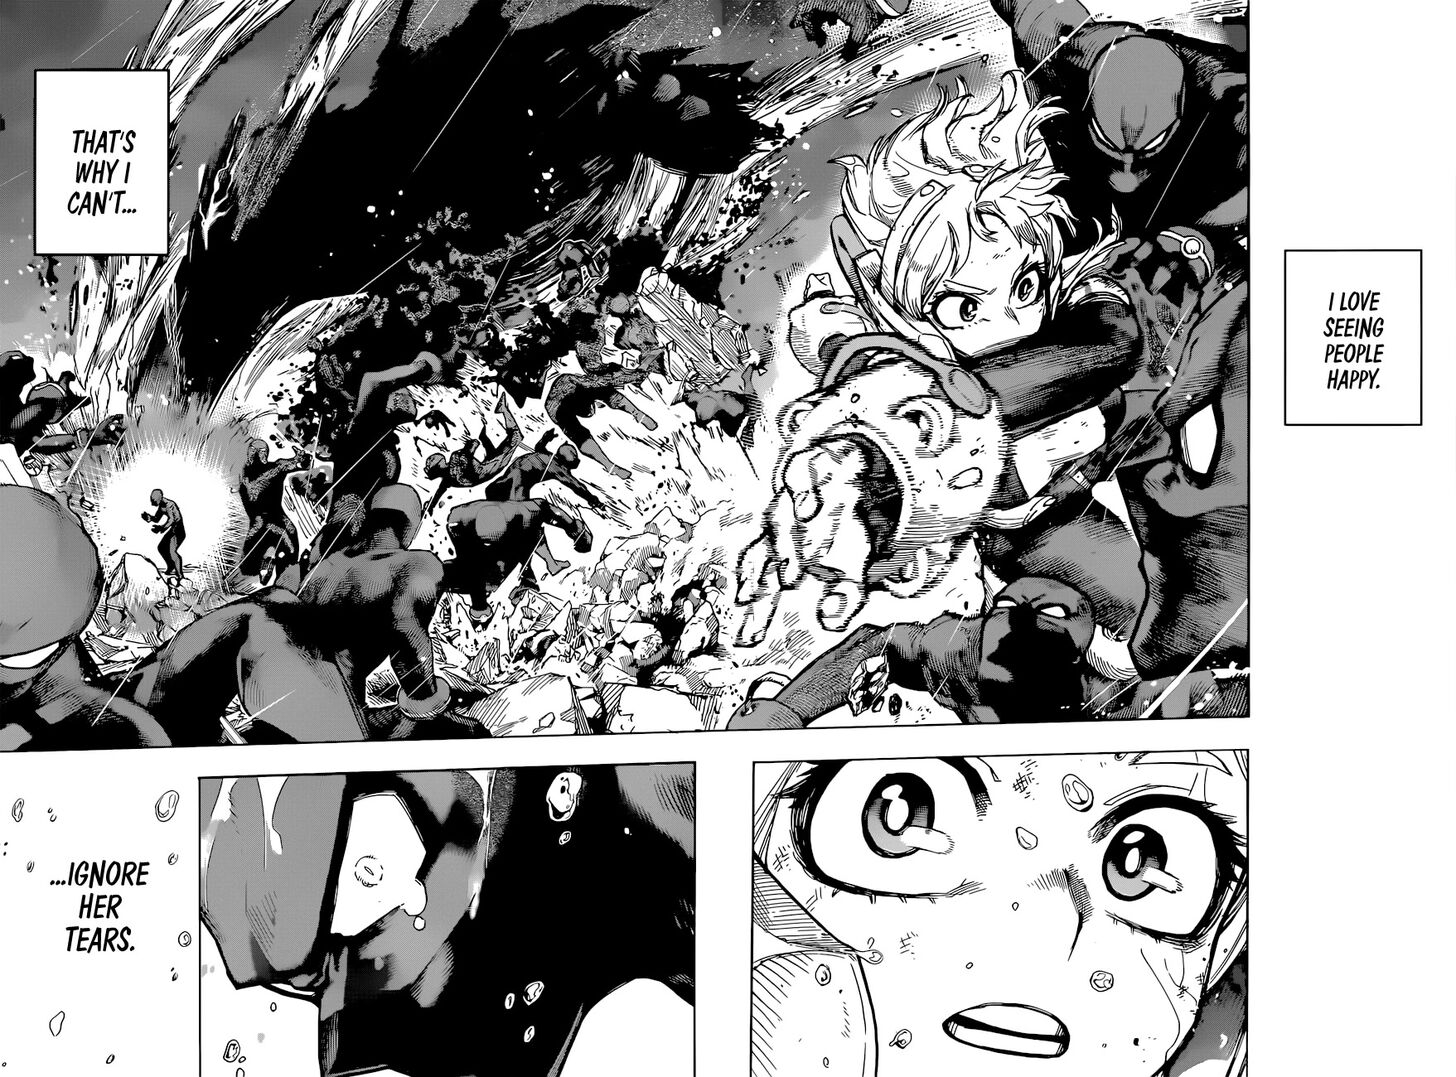 I LOVE
SEEING
PEOPLE
HAPPY.
THAT'S
WHY I
CAN'T...
...IGNORE
HER
TEARS.